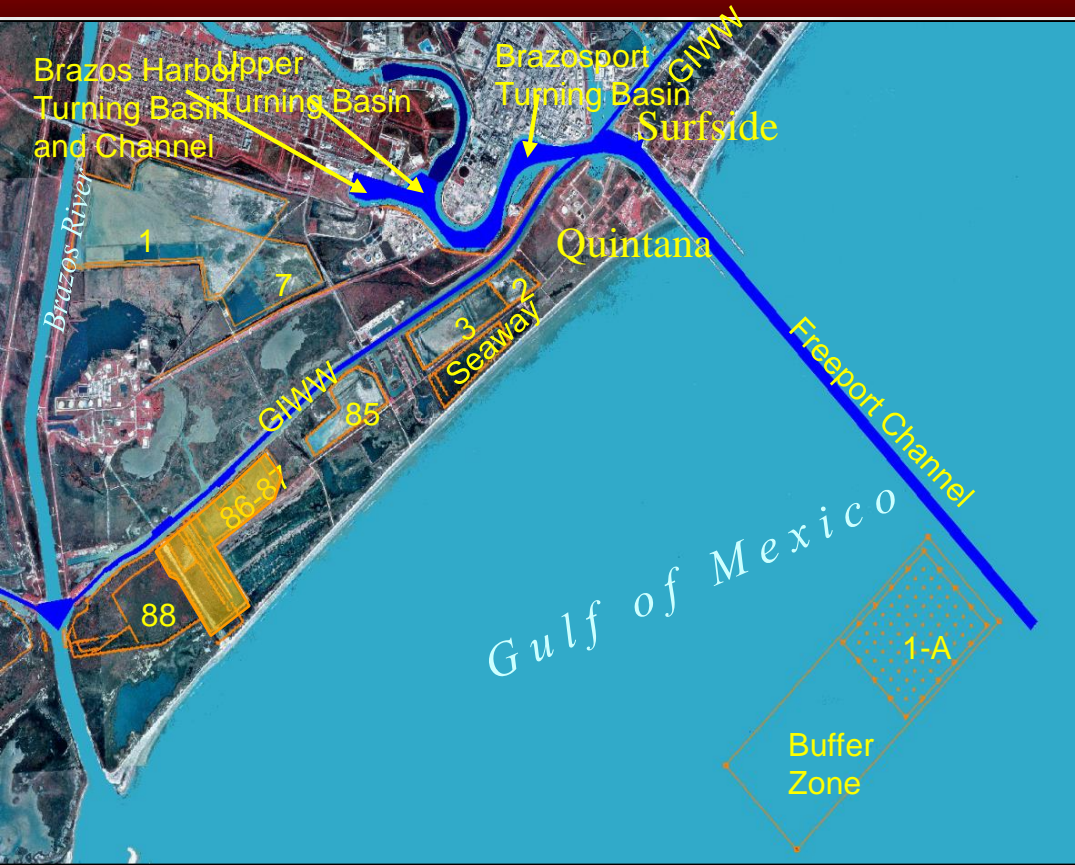 Brazos Harbor
Turning Basin
and Channel
Upper
Turning Basin
Brazosport
Turning Basin
GIWW
Surfside
Quintana
Brazos River
1
7
2
3
Seaway
GIWW
85
86-87
88
Freeport Channel
Gulf of Mexico
1-A
Buffer
Zone